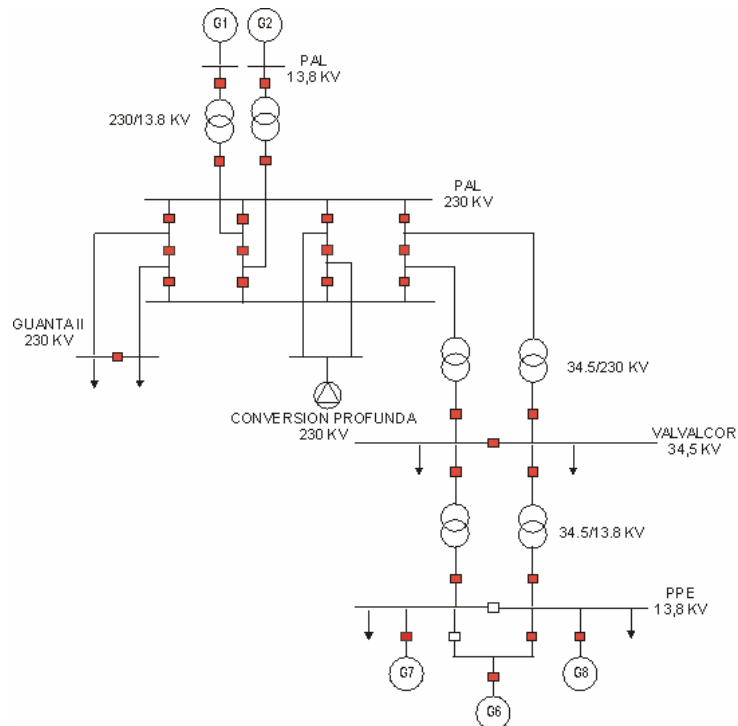 G1
G2
PAL
13,8 KV
230/13.8 KV
PAL
230 KV
GUANTA II
230 KV
34.5/230 KV
CONVERSION PROFUNDA
230 KV
VALVALCOR
34,5 KV
34.5/13.8 KV
PPE
13,8 KV
G7
G8
G6